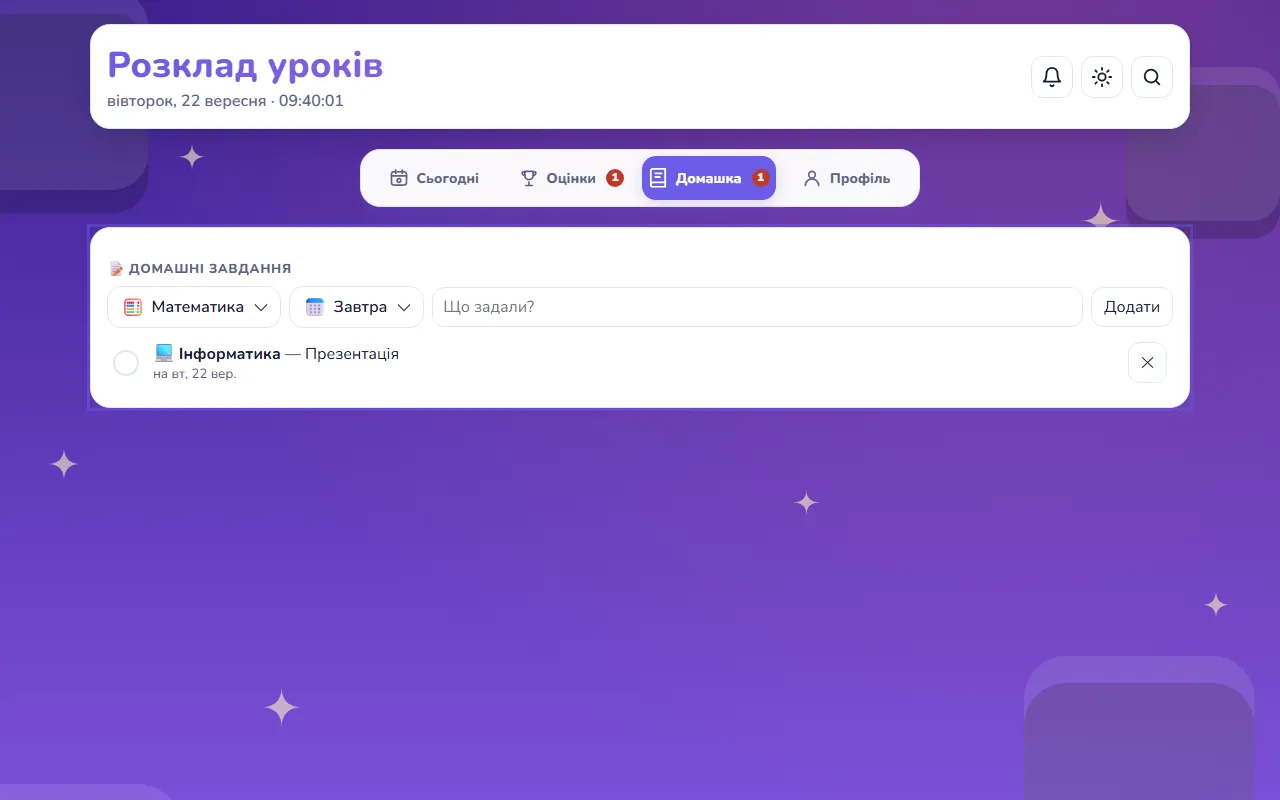 Розклад уроків
вівторок, 22 вересня · 09:40:01
Сьогодні
Оцінки 1
Домашка 1
Профіль
ДОМАШНІ ЗАВДАННЯ
Математика
Завтра
Що задали?
Додати
Інформатика — Презентація
на вт, 22 вер.